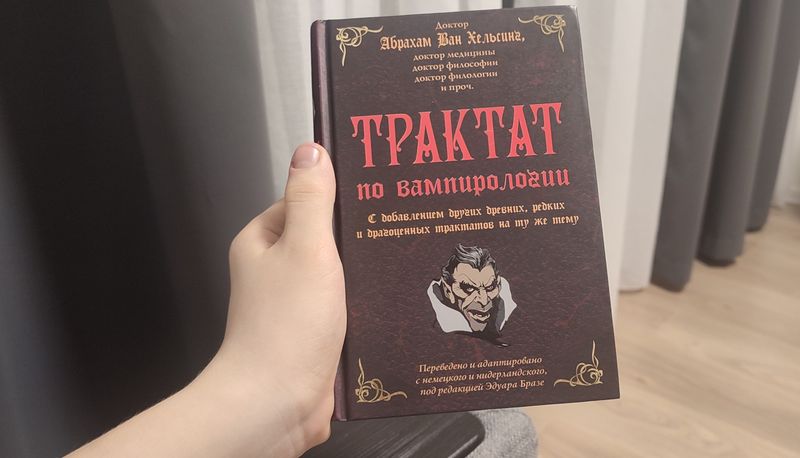 Доктор
Абрахам Ван Хельсинг,
доктор медицины
доктор философии
доктор филологии
и проч.
ТРАКТАТ
по вампирологии
С добавлением других древних, редких
и драгоценных трактатов на ту же тему
Переведено и адаптировано
с немецкого и нидерландского,
под редакцией Эдуара Бразе